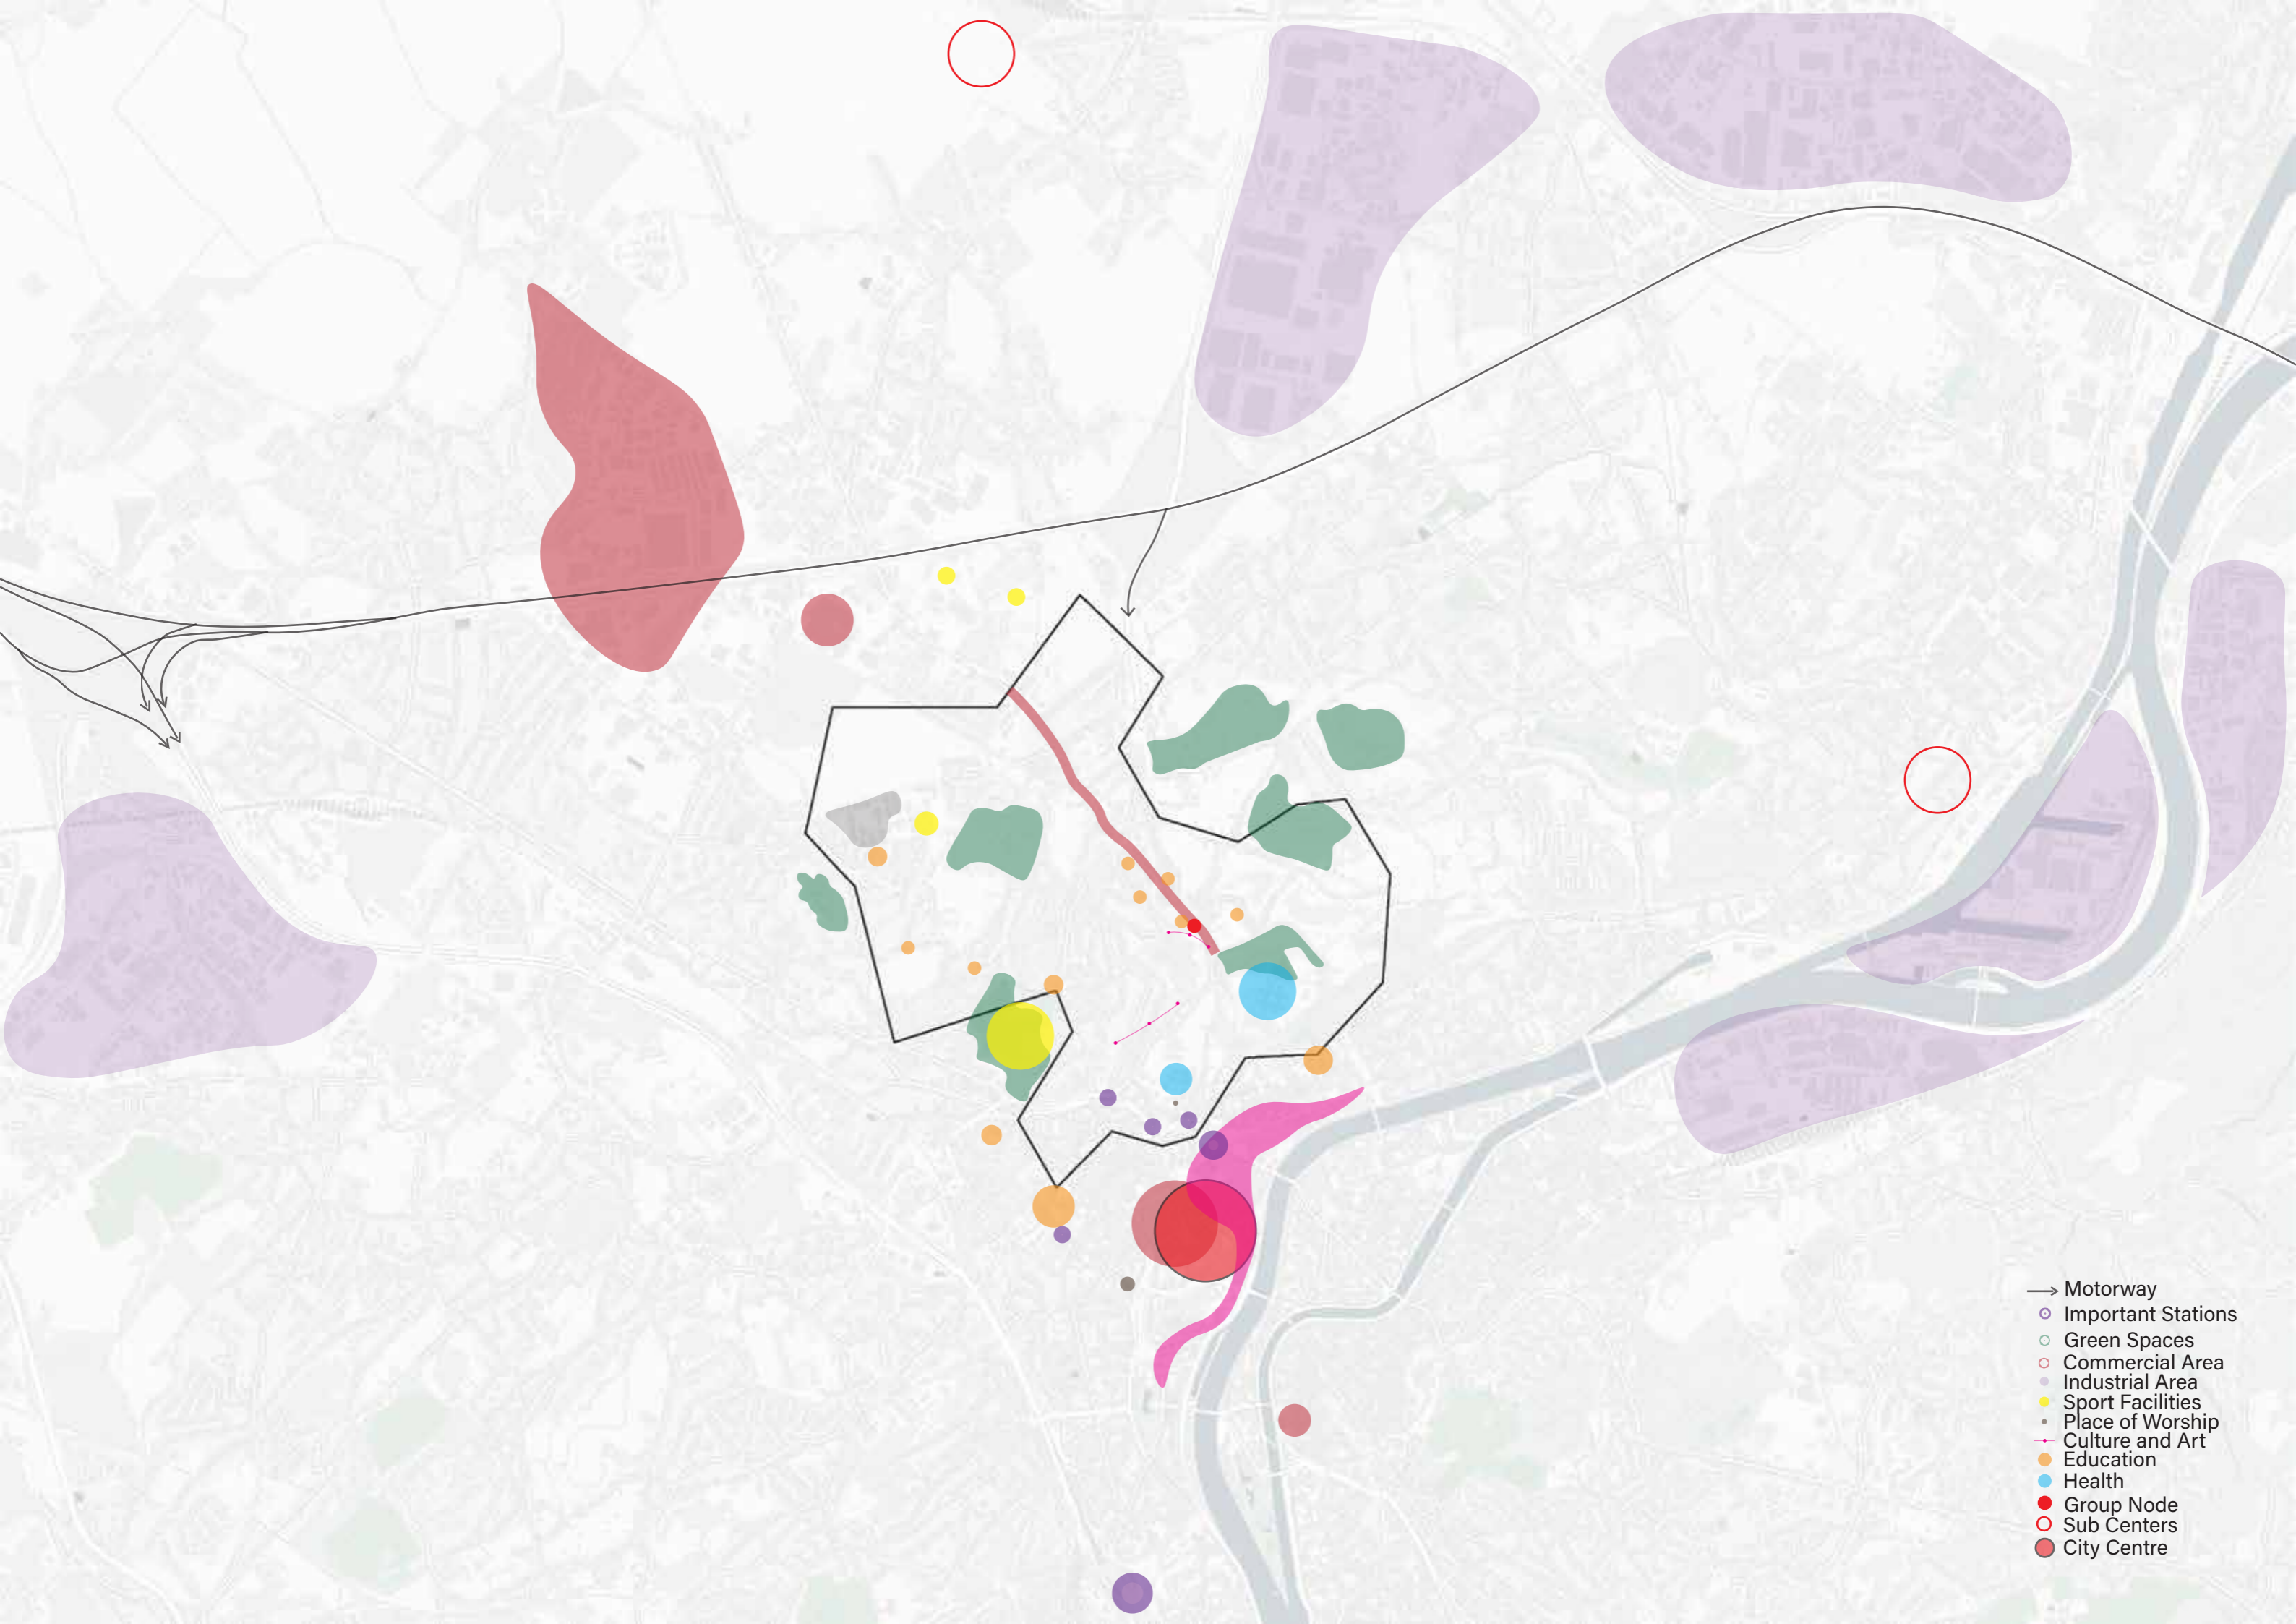 Motorway
Important Stations
Green Spaces
Commercial Area
Industrial Area
Sport Facilities
Place of Worship
Culture and Art
Education
Health
Group Node
Sub Centers
City Centre